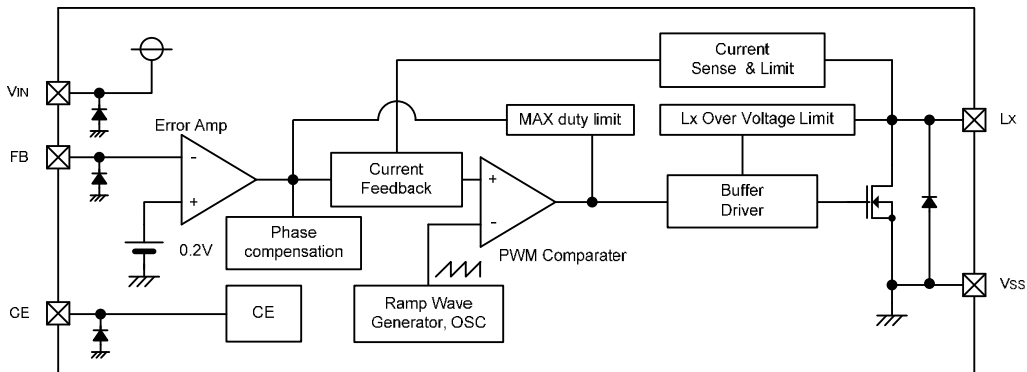 Current
Sense & Limit
VIN
MAX duty limit
Lx Over Voltage Limit
Lx
Error Amp
FB
-
+
Current
Feedback
+
-
Buffer
Driver
Phase
compensation
0.2V
PWM Comparater
VSS
CE
CE
Ramp Wave
Generator, OSC